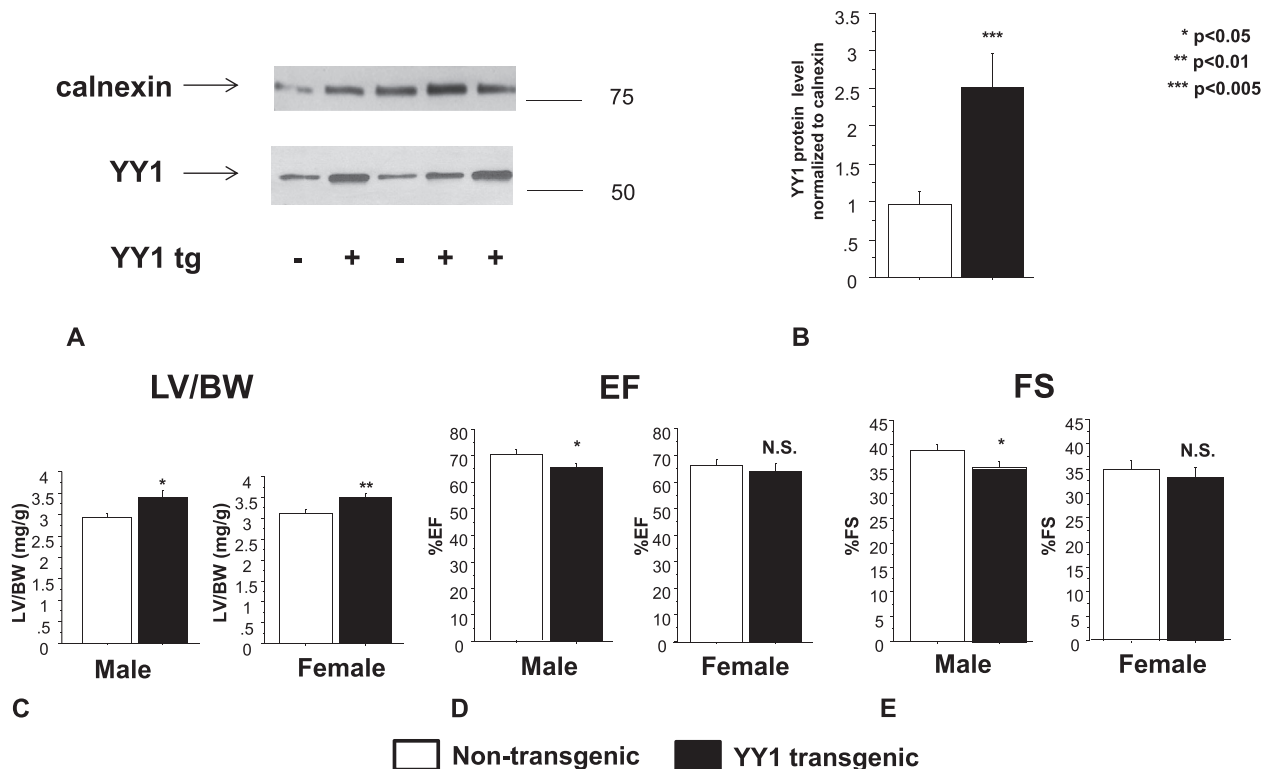 calnexin
75
YY1
50
YY1 tg
- + - + +
A
YY1 protein level
normalized to calnexin
3.5
3
2.5
2
1.5
1
.5
0
***
B
* p<0.05
** p<0.01
*** p<0.005
LV/BW
LV/BW (mg/g)
4
3.5
3
2.5
2
1.5
1
.5
0
*
Male
LV/BW (mg/g)
4
3.5
3
2.5
2
1.5
1
.5
0
**
Female
C
EF
%EF
80
70
60
50
40
30
20
10
0
*
Male
%EF
80
70
60
50
40
30
20
10
0
N.S.
Female
D
FS
%FS
45
40
35
30
25
20
15
10
5
0
*
Male
%FS
45
40
35
30
25
20
15
10
5
0
N.S.
Female
E
Non-transgenic
YY1 transgenic